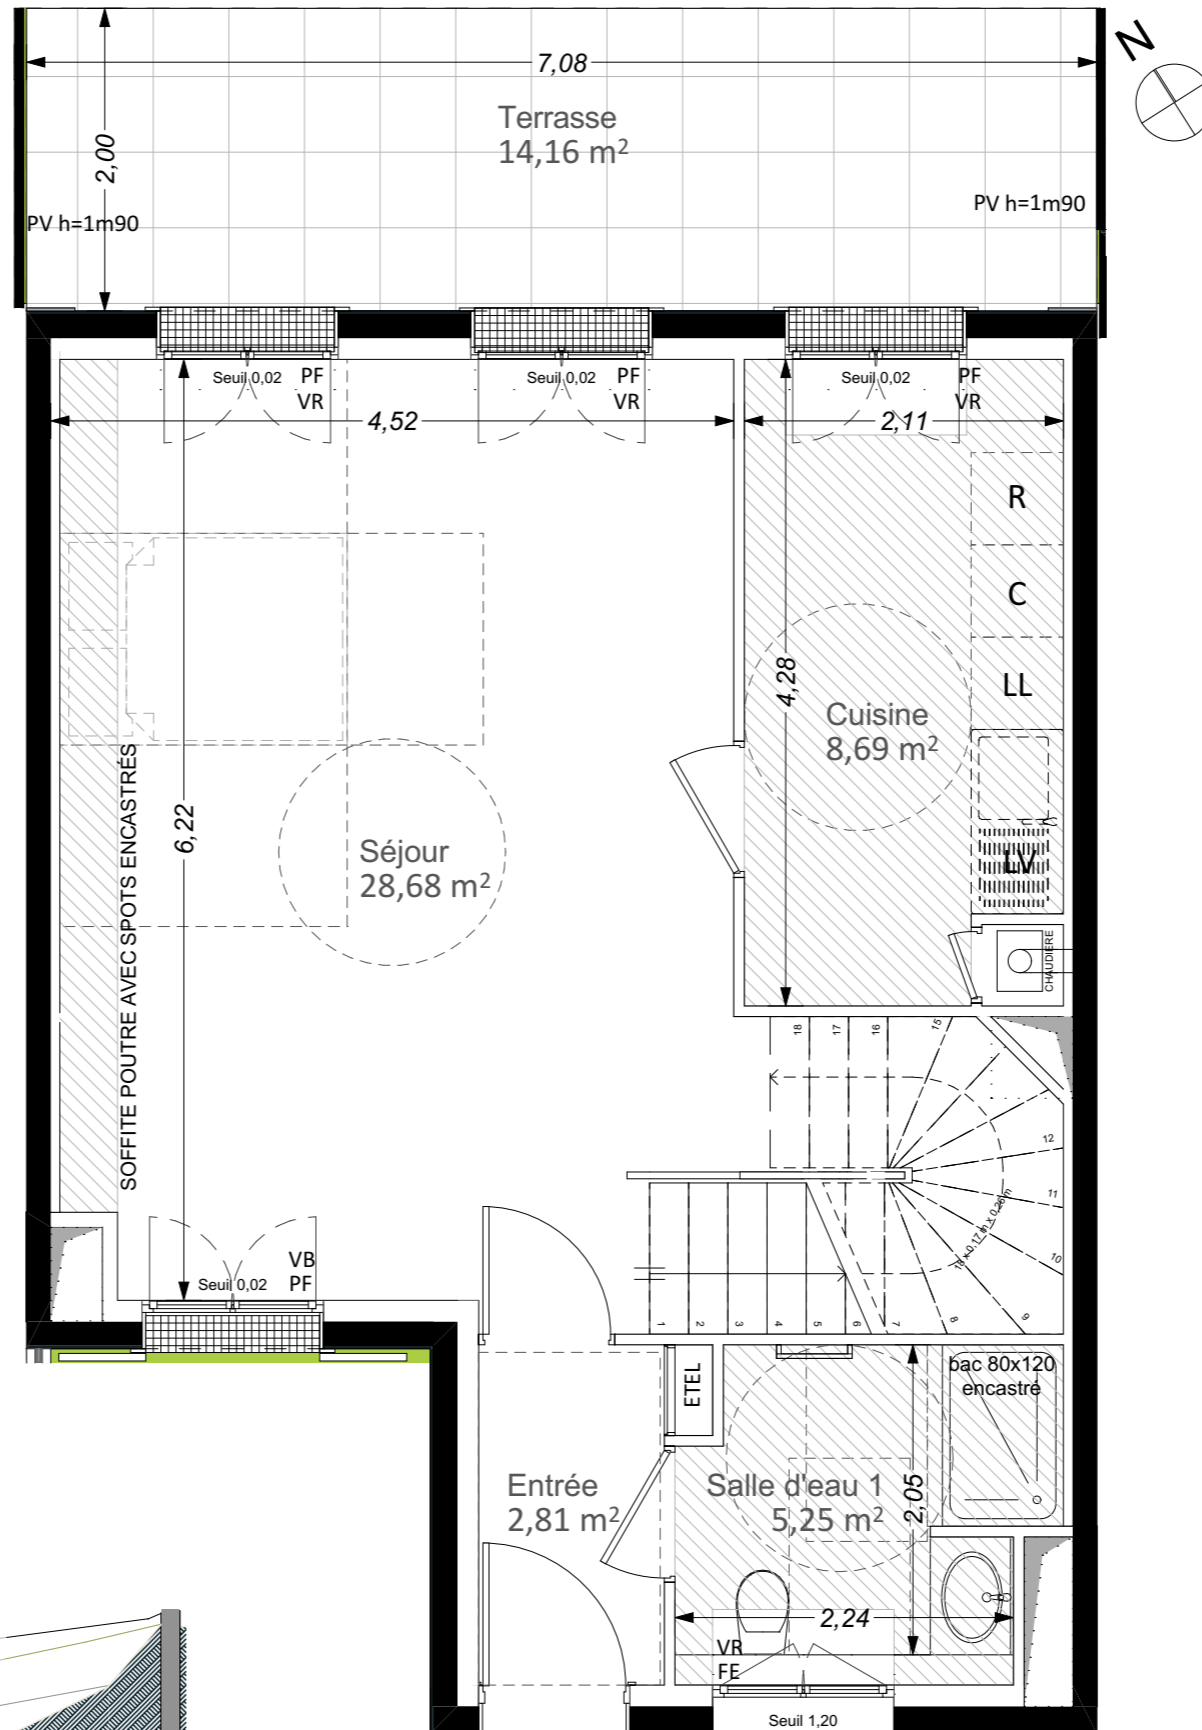 N
7,08
Terrasse
14,16 m²
2,00
PV h=1m90
PV h=1m90
Seuil 0,02 PF
VR
Seuil 0,02 PF
VR
Seuil 0,02 PF
VR
4,52
2,11
R
C
LL
LV
4,28
Cuisine
8,69 m²
6,22
Séjour
28,68 m²
SOFFITE POUTRE AVEC SPOTS ENCASTRÉS
CHAUDIERE
18
17
16
15
12
11
10
9
8
7
6
5
4
3
2
1
18 x 0,17 m x 0,26 m
VB
Seuil 0,02 PF
ETEL
bac 80x120
encastré
Entrée
2,81 m²
Salle d'eau 1
5,25 m²
2,05
2,24
VR
FE
Seuil 1,20